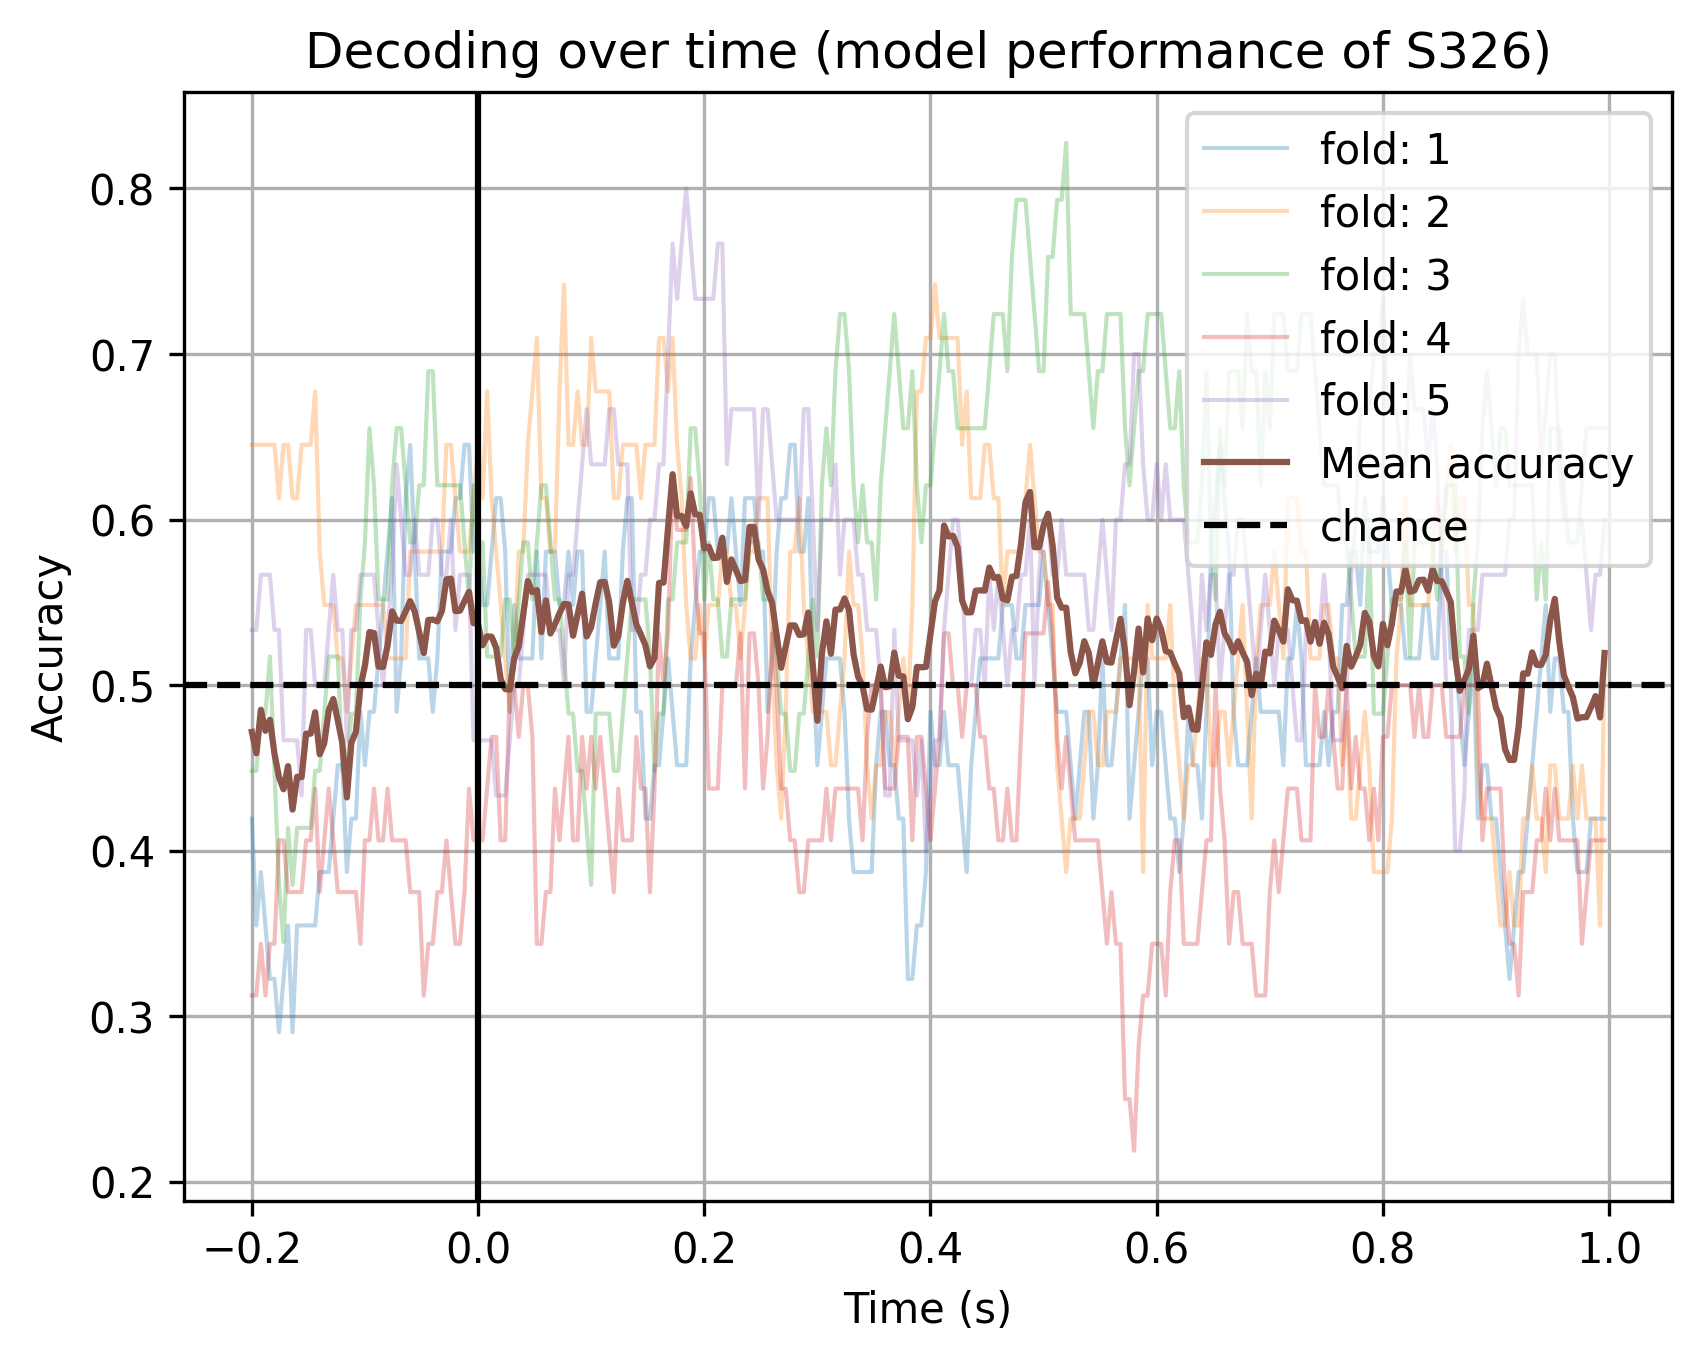 Decoding over time (model performance of S326)
fold: 1
fold: 2
fold: 3
fold: 4
fold: 5
Mean accuracy
chance
Accuracy
0.8
0.7
0.6
0.5
0.4
0.3
0.2
−0.2 0.0 0.2 0.4 0.6 0.8 1.0
Time (s)